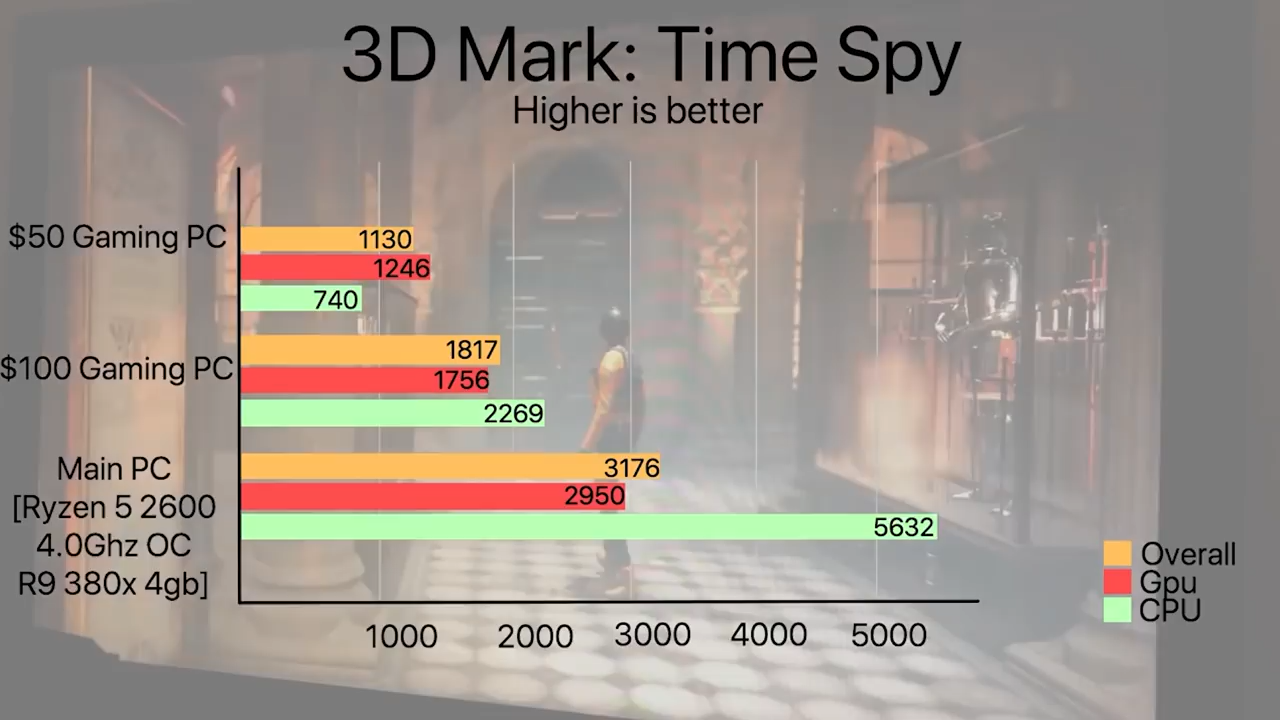 3D Mark: Time Spy
Higher is better
$50 Gaming PC
1130
1246
740
$100 Gaming PC
1817
1756
2269
Main PC
[Ryzen 5 2600
4.0Ghz OC
R9 380x 4gb]
3176
2950
5632
1000 2000 3000 4000 5000
Overall
Gpu
CPU